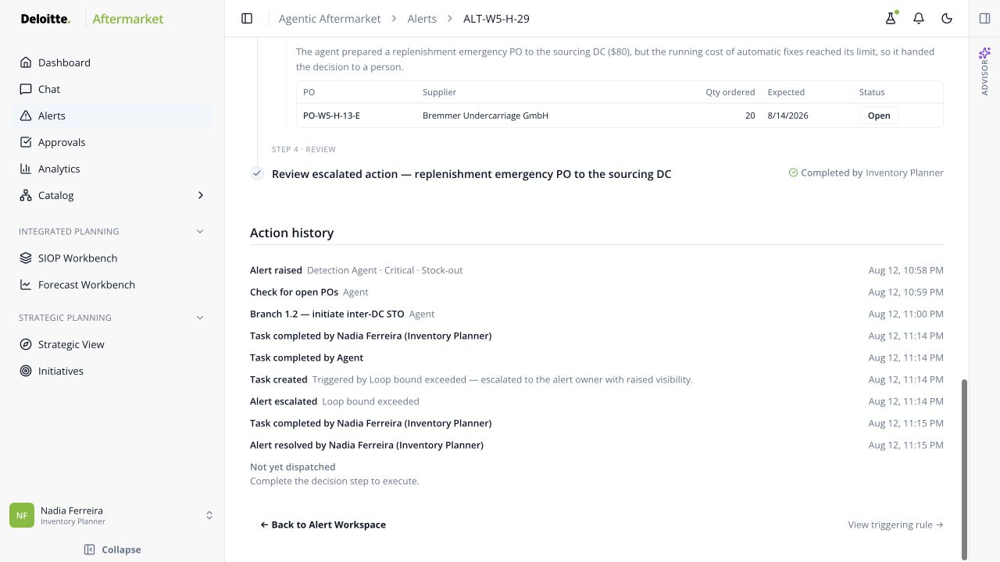 Deloitte. Aftermarket
Agentic Aftermarket > Alerts > ALT-W5-H-29
Dashboard
Chat
Alerts
Approvals
Analytics
Catalog
INTEGRATED PLANNING
SIOP Workbench
Forecast Workbench
STRATEGIC PLANNING
Strategic View
Initiatives
NF
Nadia Ferreira
Inventory Planner
Collapse
The agent prepared a replenishment emergency PO to the sourcing DC ($80), but the running cost of automatic fixes reached its limit, so it handed
the decision to a person.
PO Supplier Qty ordered Expected Status
PO-W5-H-13-E Bremmer Undercarriage GmbH 20 8/14/2026 Open
STEP 4 · REVIEW
Review escalated action — replenishment emergency PO to the sourcing DC Completed by Inventory Planner
Action history
Alert raised Detection Agent · Critical · Stock-out Aug 12, 10:58 PM
Check for open POs Agent Aug 12, 10:59 PM
Branch 1.2 — initiate inter-DC STO Agent Aug 12, 11:00 PM
Task completed by Nadia Ferreira (Inventory Planner) Aug 12, 11:14 PM
Task completed by Agent Aug 12, 11:14 PM
Task created Triggered by Loop bound exceeded — escalated to the alert owner with raised visibility. Aug 12, 11:14 PM
Alert escalated Loop bound exceeded Aug 12, 11:14 PM
Task completed by Nadia Ferreira (Inventory Planner) Aug 12, 11:15 PM
Alert resolved by Nadia Ferreira (Inventory Planner) Aug 12, 11:15 PM
Not yet dispatched
Complete the decision step to execute.
← Back to Alert Workspace View triggering rule →
ADVISOR